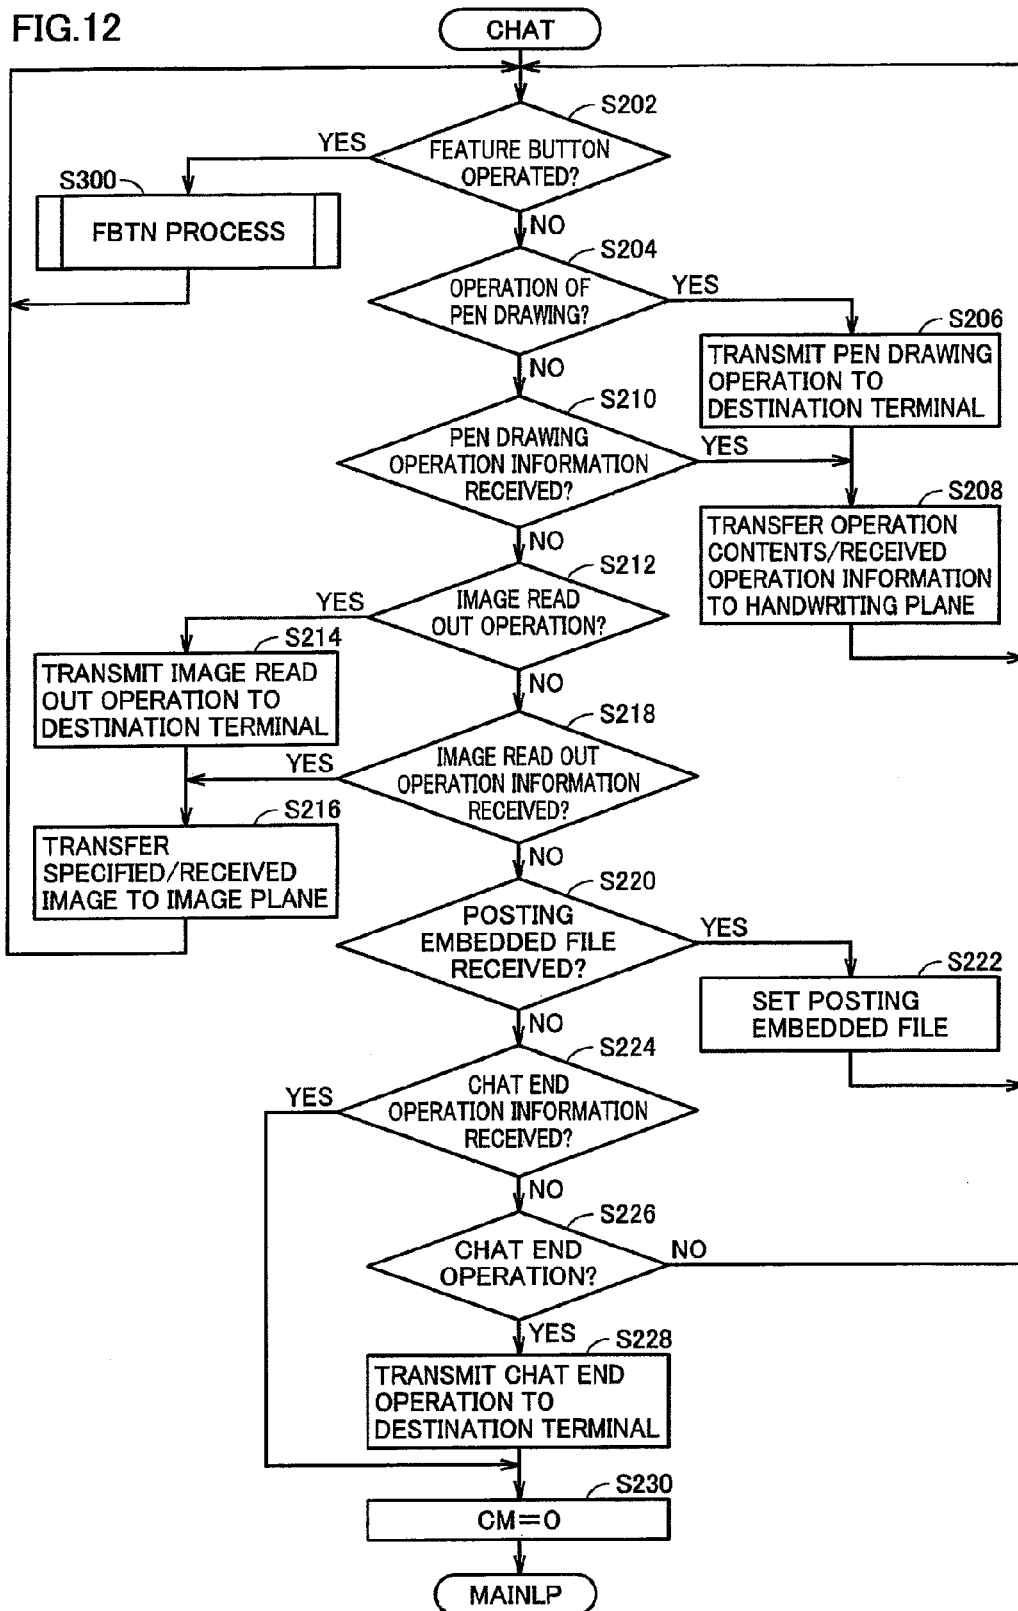 FIG.12
CHAT
S202
YES
FEATURE BUTTON
OPERATED?
S300
FBTN PROCESS
NO
S204
OPERATION OF
PEN DRAWING?
YES
S206
TRANSMIT PEN DRAWING
OPERATION TO
DESTINATION TERMINAL
NO
S210
PEN DRAWING
OPERATION INFORMATION
RECEIVED?
YES
S208
TRANSFER OPERATION
CONTENTS/RECEIVED
OPERATION INFORMATION
TO HANDWRITING PLANE
NO
S212
YES
IMAGE READ
OUT OPERATION?
S214
TRANSMIT IMAGE READ
OUT OPERATION TO
DESTINATION TERMINAL
NO
S218
YES
IMAGE READ OUT
OPERATION INFORMATION
RECEIVED?
S216
TRANSFER
SPECIFIED/RECEIVED
IMAGE TO IMAGE PLANE
NO
S220
POSTING
EMBEDDED FILE
RECEIVED?
YES
S222
SET POSTING
EMBEDDED FILE
NO
S224
YES
CHAT END
OPERATION INFORMATION
RECEIVED?
NO
S226
CHAT END
OPERATION?
NO
YES
S228
TRANSMIT CHAT END
OPERATION TO
DESTINATION TERMINAL
S230
CM=0
MAINLP